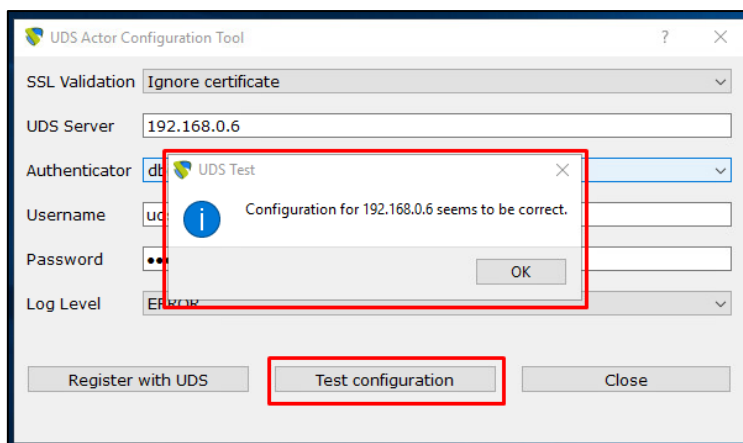 UDS Actor Configuration Tool
SSL Validation Ignore certificate
UDS Server 192.168.0.6
Authenticator
UDS Test
Username
Configuration for 192.168.0.6 seems to be correct.
Password
OK
Log Level ERROR
Register with UDS Test configuration Close